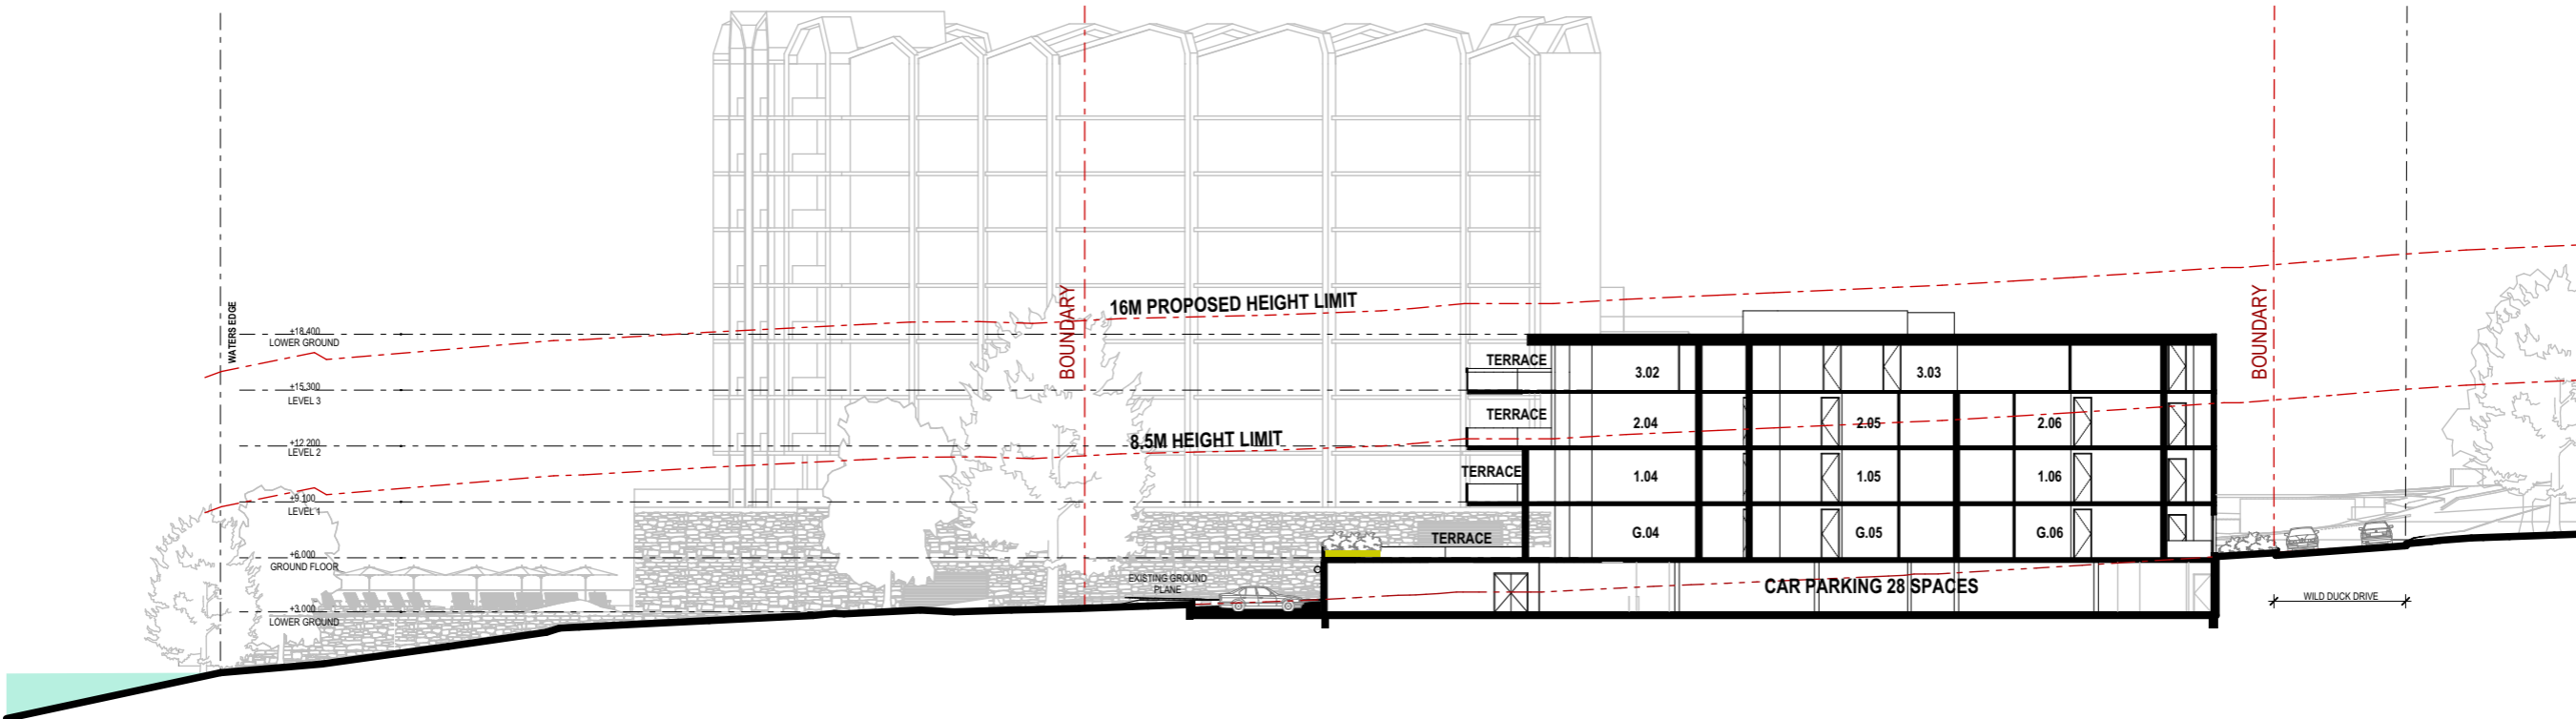 WATERS EDGE
+18,400
LOWER GROUND
+15,300
LEVEL 3
+12,200
LEVEL 2
+9,100
LEVEL 1
+6,000
GROUND FLOOR
+3,000
LOWER GROUND
BOUNDARY
16M PROPOSED HEIGHT LIMIT
8.5M HEIGHT LIMIT
EXISTING GROUND
PLANE
TERRACE
3.02
3.03
TERRACE
2.04
2.05
2.06
TERRACE
1.04
1.05
1.06
TERRACE
G.04
G.05
G.06
CAR PARKING 28 SPACES
BOUNDARY
WILD DUCK DRIVE